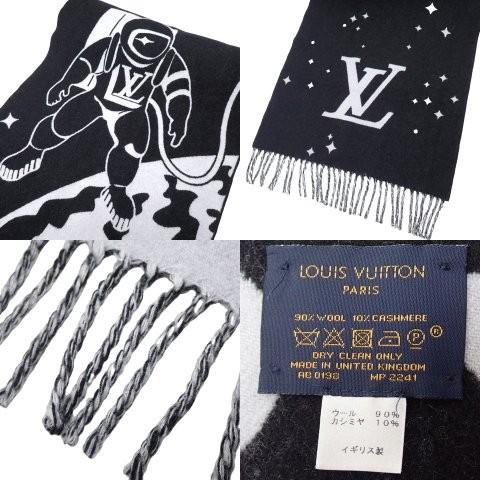 LV
LV
LOUIS VUITTON
PARIS
90% WOOL 10% CASHMERE
DRY CLEAN ONLY
MADE IN UNITED KINGDOM
AD 0198 MP 2241
ウール 90%
カシミヤ 10%
イギリス製